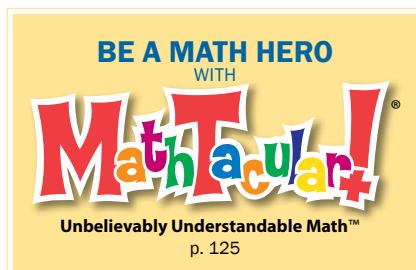 BE A MATH HERO
WITH
MathTacular!®
Unbelievably Understandable Math™
p. 125